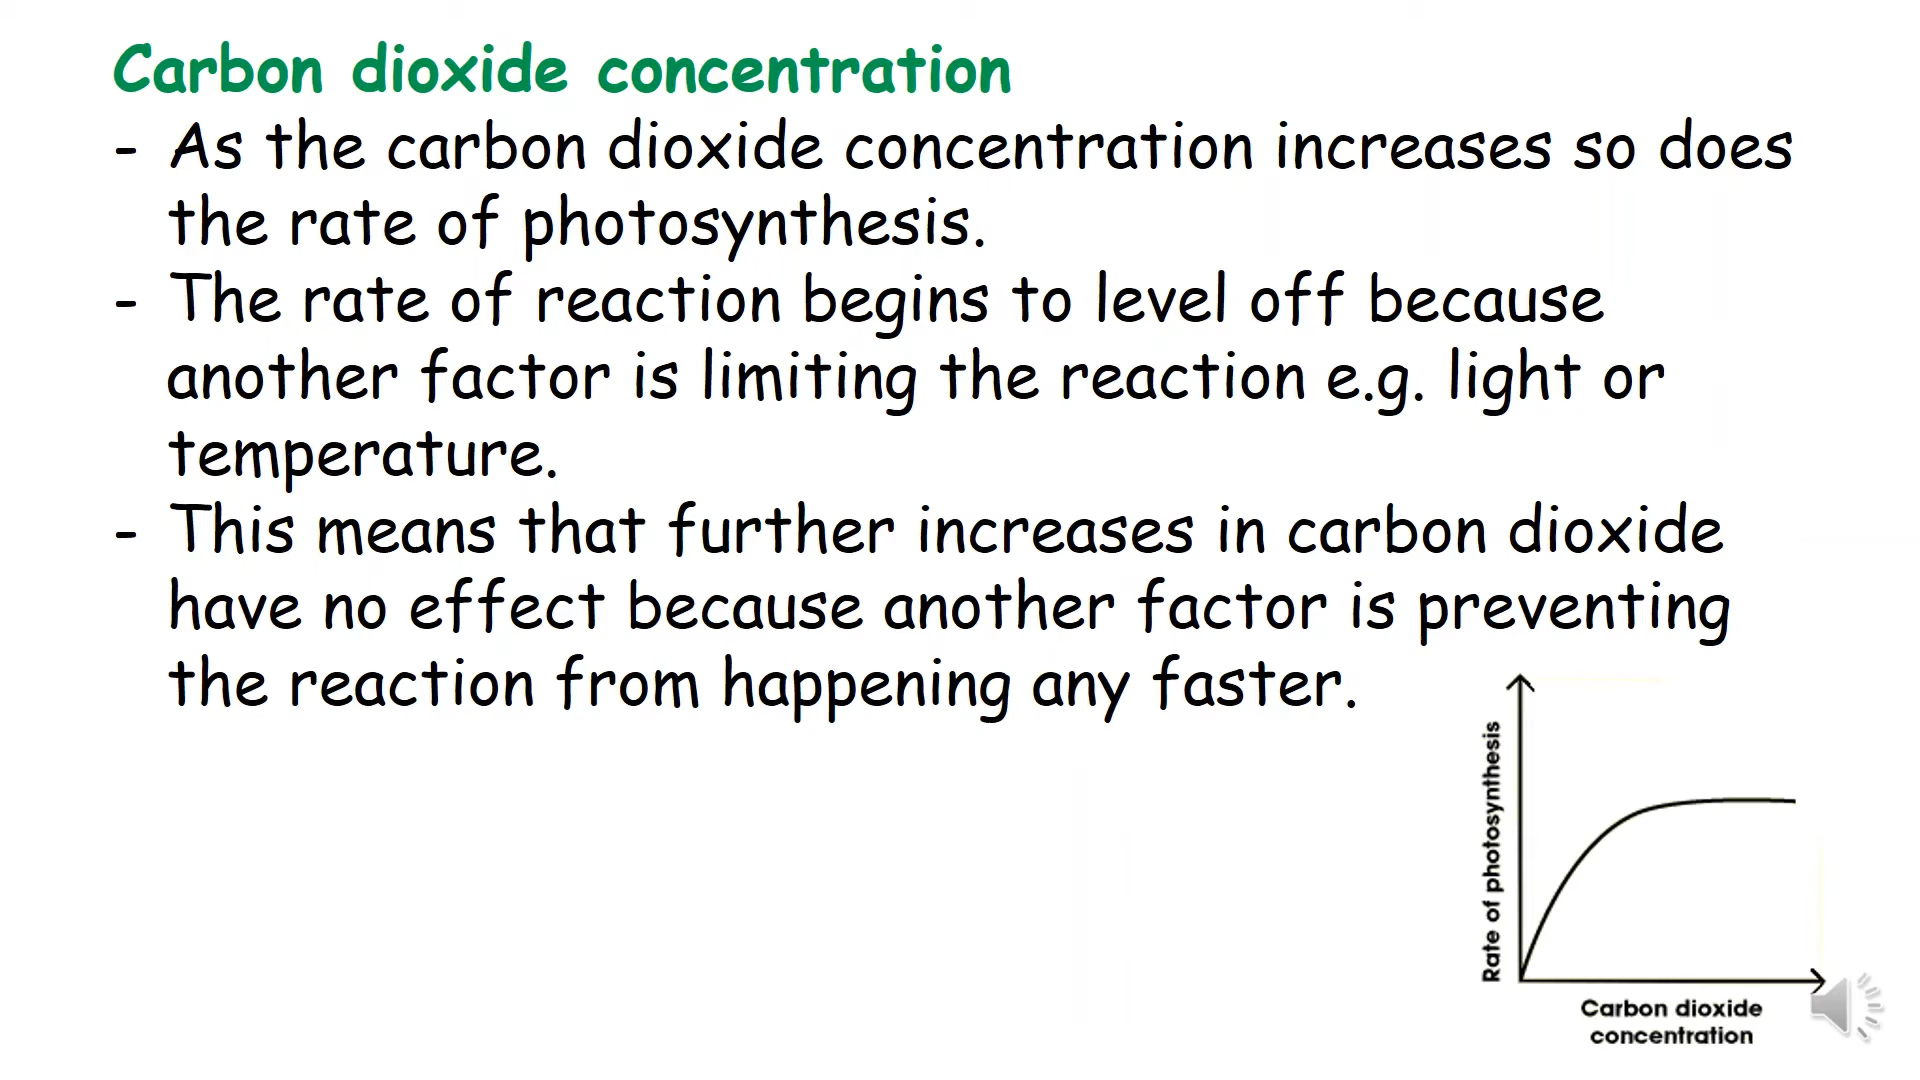 Carbon dioxide concentration
- As the carbon dioxide concentration increases so does
the rate of photosynthesis.
- The rate of reaction begins to level off because
another factor is limiting the reaction e.g. light or
temperature.
- This means that further increases in carbon dioxide
have no effect because another factor is preventing
the reaction from happening any faster.
Rate of photosynthesis
Carbon dioxide
concentration